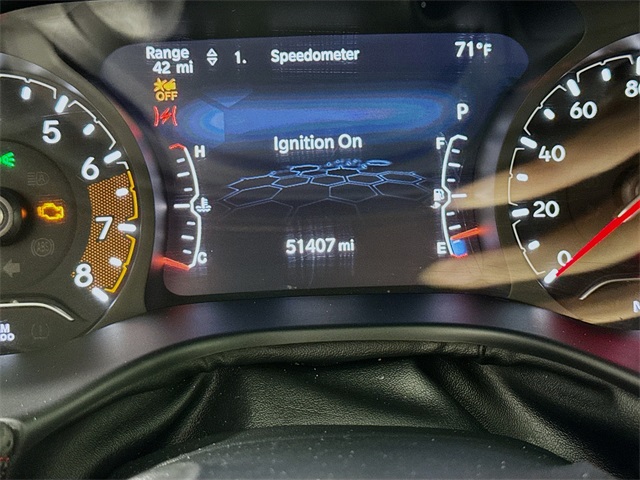 Range
42 mi
1. Speedometer
71°F
OFF
P
Ignition On
H
F
5
6
7
8
E
C
51407 mi
80
60
40
20
0